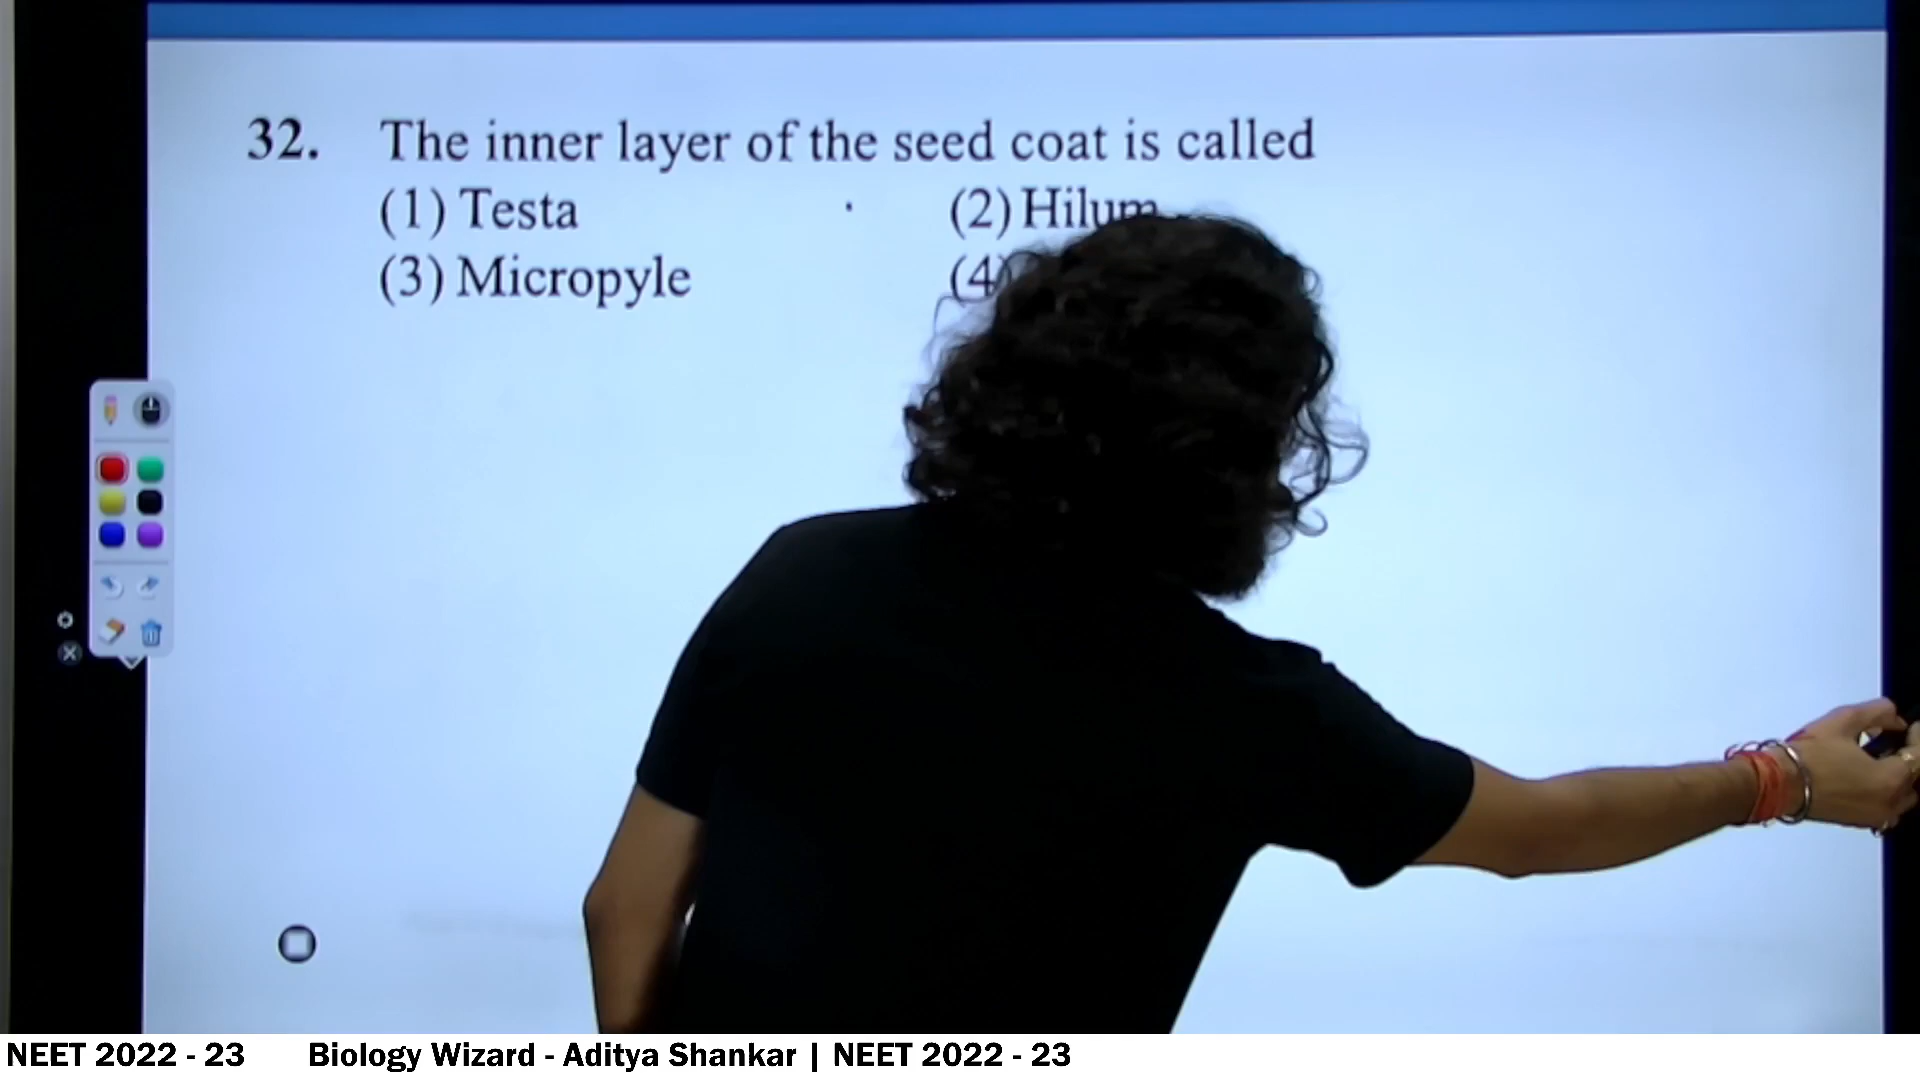 32. The inner layer of the seed coat is called
(1) Testa (2) Hilum
(3) Micropyle (4)
NEET 2022 - 23 Biology Wizard - Aditya Shankar | NEET 2022 - 23